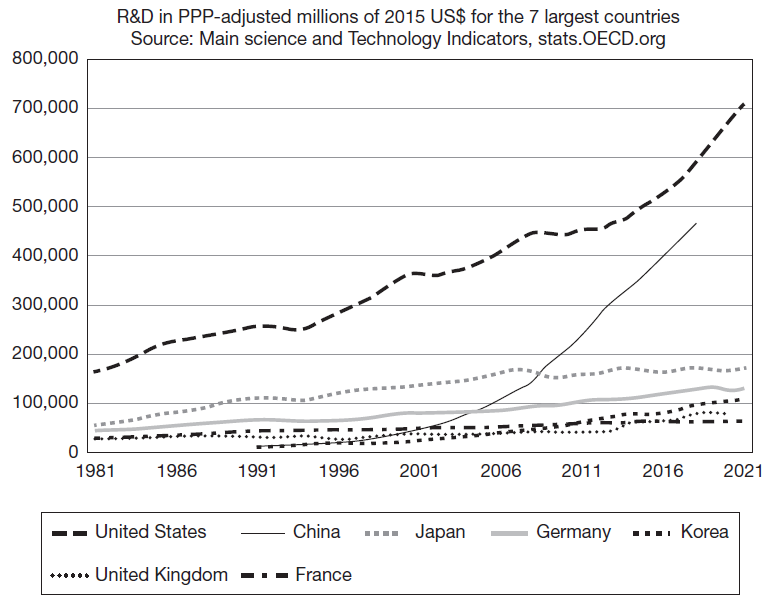 R&D in PPP-adjusted millions of 2015 US$ for the 7 largest countries
Source: Main science and Technology Indicators, stats.OECD.org
800,000
700,000
600,000
500,000
400,000
300,000
200,000
100,000
0
1981 1986 1991 1996 2001 2006 2011 2016 2021
United States China Japan Germany Korea
United Kingdom France